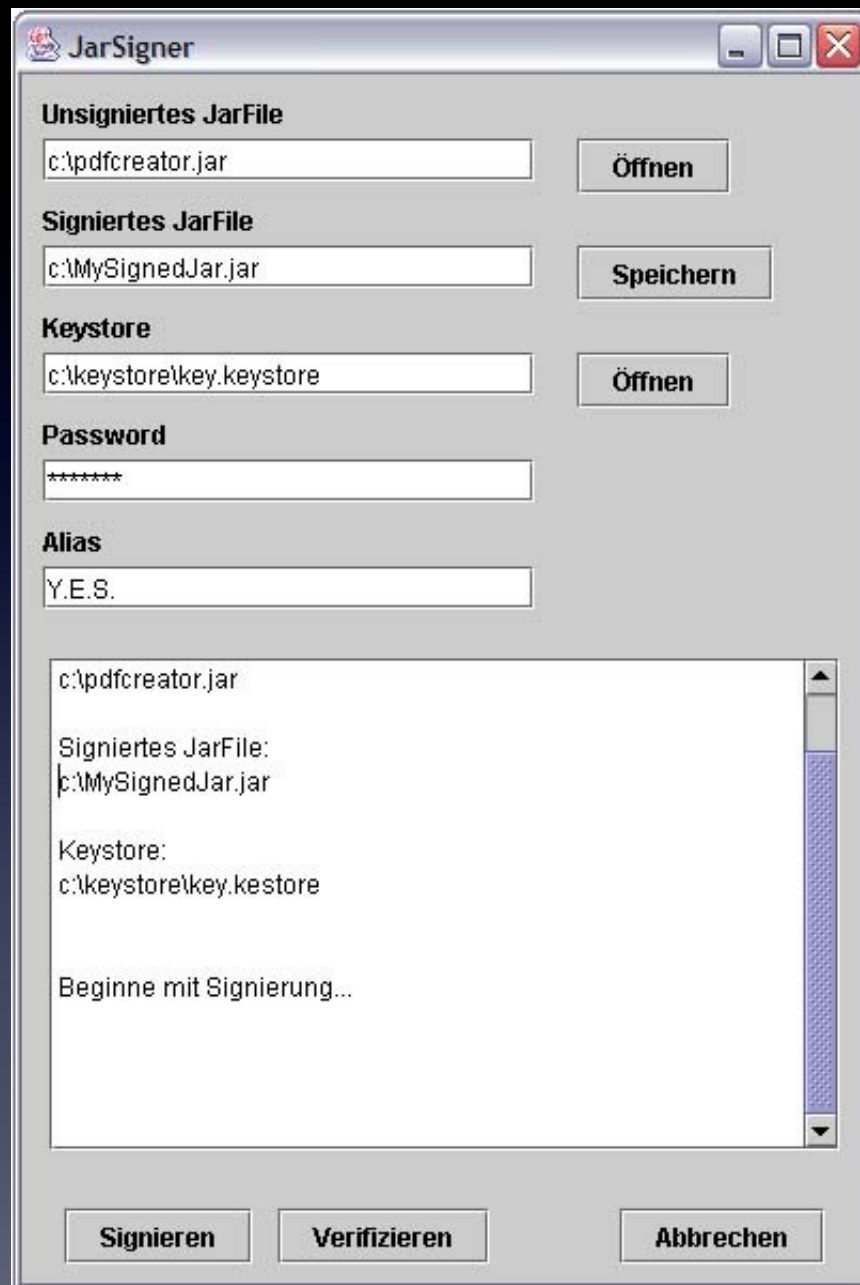 JarSigner
Unsigniertes JarFile
c:\pdfcreator.jar
Öffnen
Signiertes JarFile
c:\MySignedJar.jar
Speichern
Keystore
c:\keystore\key.keystore
Öffnen
Password
*******
Alias
Y.E.S.
c:\pdfcreator.jar
Signiertes JarFile:
c:\MySignedJar.jar
Keystore:
c:\keystore\key.kestore
Beginne mit Signierung...
Signieren
Verifizieren
Abbrechen